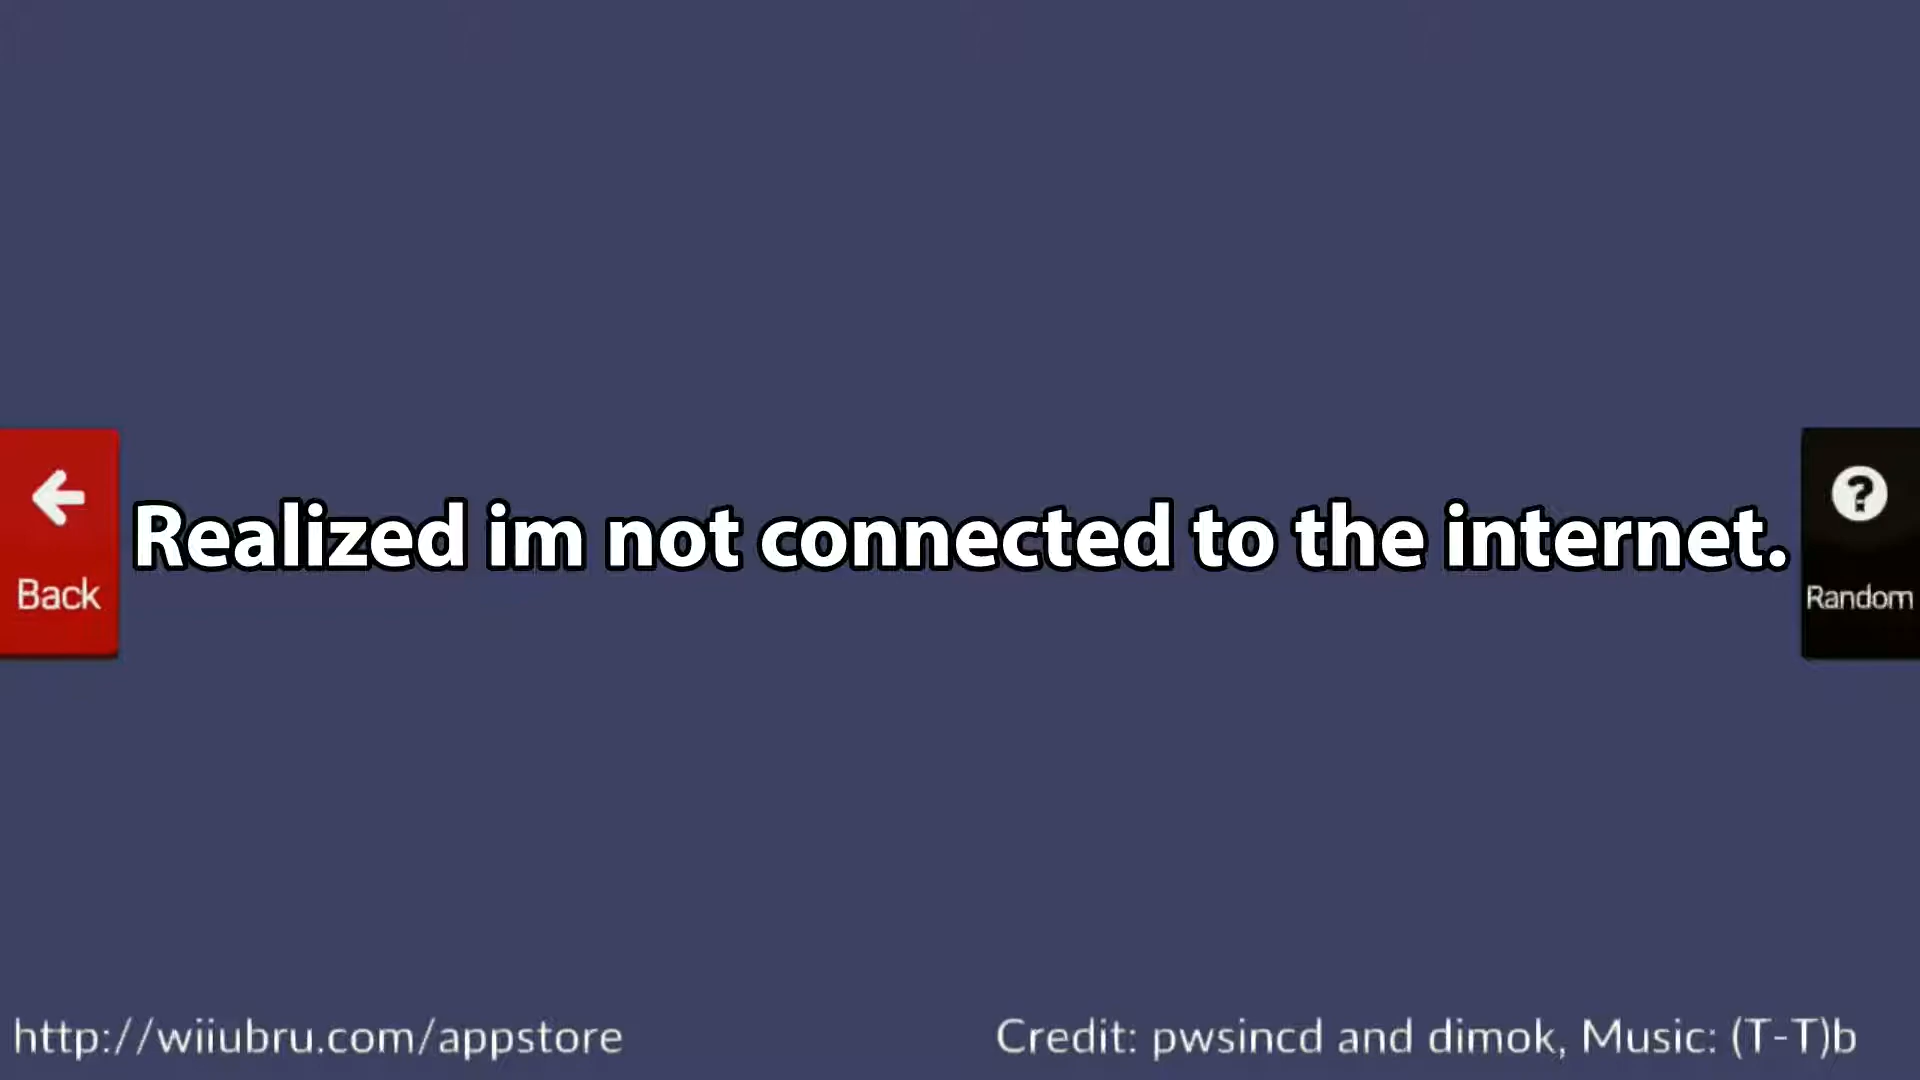 Realized im not connected to the internet.
Back
Random
http://wiiubru.com/appstore
Credit: pwsincd and dimok, Music: (T-T)b